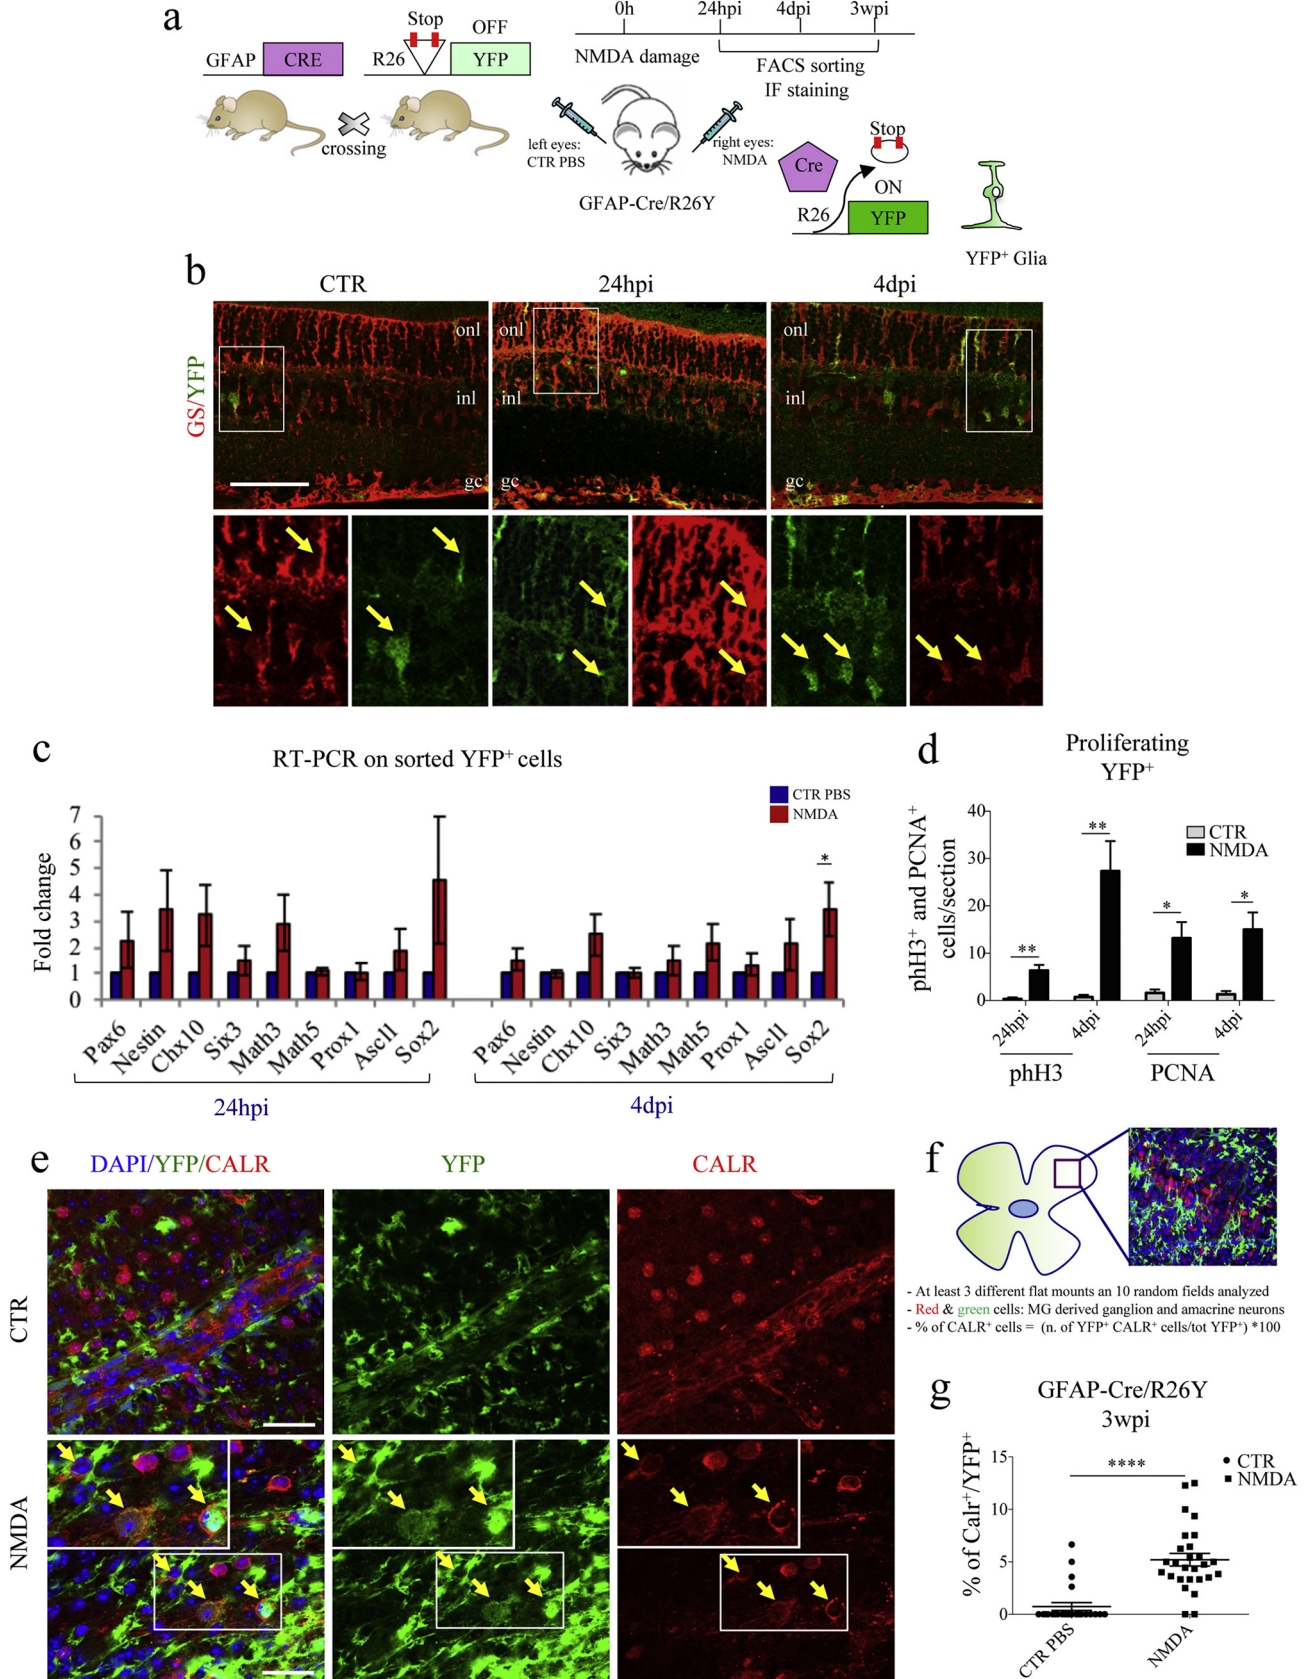 a
GFAP
CRE
Stop
OFF
R26
YFP
crossing
0h
24hpi
4dpi
3wpi
NMDA damage
FACS sorting
IF staining
left eyes:
CTR PBS
right eyes:
NMDA
GFAP-Cre/R26Y
Cre
Stop
ON
R26
YFP
YFP+ Glia
b
CTR
24hpi
4dpi
GS/YFP
onl
inl
gc
onl
inl
gc
onl
inl
gc
c
RT-PCR on sorted YFP+ cells
CTR PBS
NMDA
Fold change
7
6
5
4
3
2
1
0
*
Pax6
Nestin
Chx10
Six3
Math3
Math5
Prox1
Ascl1
Sox2
Pax6
Nestin
Chx10
Six3
Math3
Math5
Prox1
Ascl1
Sox2
24hpi
4dpi
d
Proliferating
YFP+
phH3+ and PCNA+
cells/section
40
30
20
10
0
CTR
NMDA
**
**
*
*
24hpi
4dpi
24hpi
4dpi
phH3
PCNA
e
DAPI/YFP/CALR
YFP
CALR
CTR
NMDA
f
- At least 3 different flat mounts an 10 random fields analyzed
- Red & green cells: MG derived ganglion and amacrine neurons
- % of CALR+ cells = (n. of YFP+ CALR+ cells/tot YFP+) *100
g
GFAP-Cre/R26Y
3wpi
% of Calr+/YFP+
15
10
5
0
****
CTR
NMDA
CTR PBS
NMDA